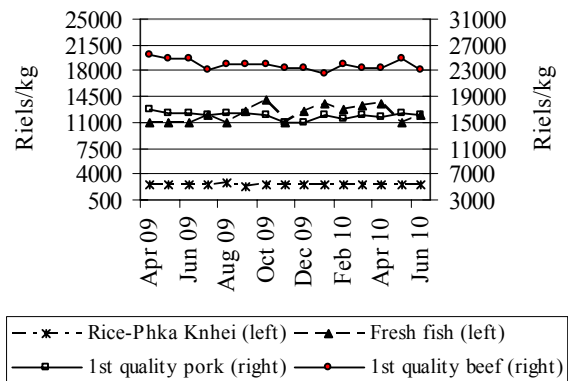 25000 31000
21500 27000
18000 23000
14500 19000
11000 15000
7500 11000
4000 7000
500 3000
Riels/kg
Riels/kg
Apr 09
Jun 09
Aug 09
Oct 09
Dec 09
Feb 10
Apr 10
Jun 10
Rice-Phka Knhei (left) Fresh fish (left)
1st quality pork (right) 1st quality beef (right)